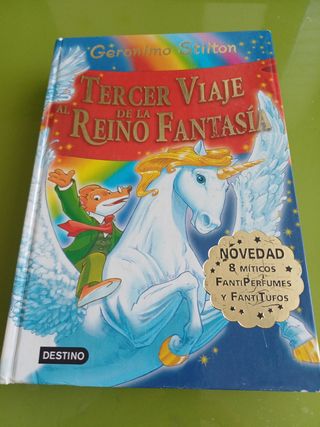 Geronimo Stilton
TERCER VIAJE
AL DE LA
REINO FANTASÍA
NOVEDAD
8 MÍTICOS
FANTIPERFUMES
Y FANTITUFOS
DESTINO